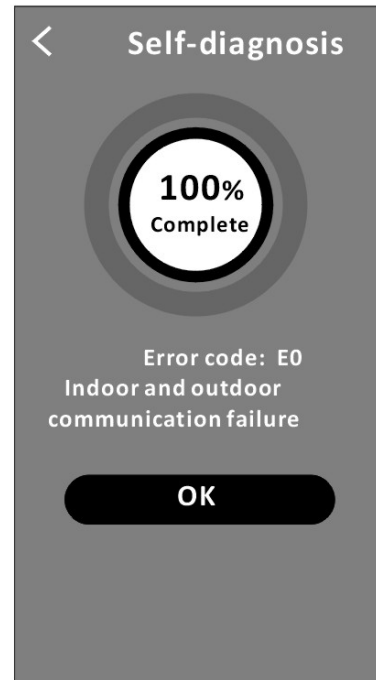 Self-diagnosis
100%
Complete
Error code: E0
Indoor and outdoor
communication failure
OK